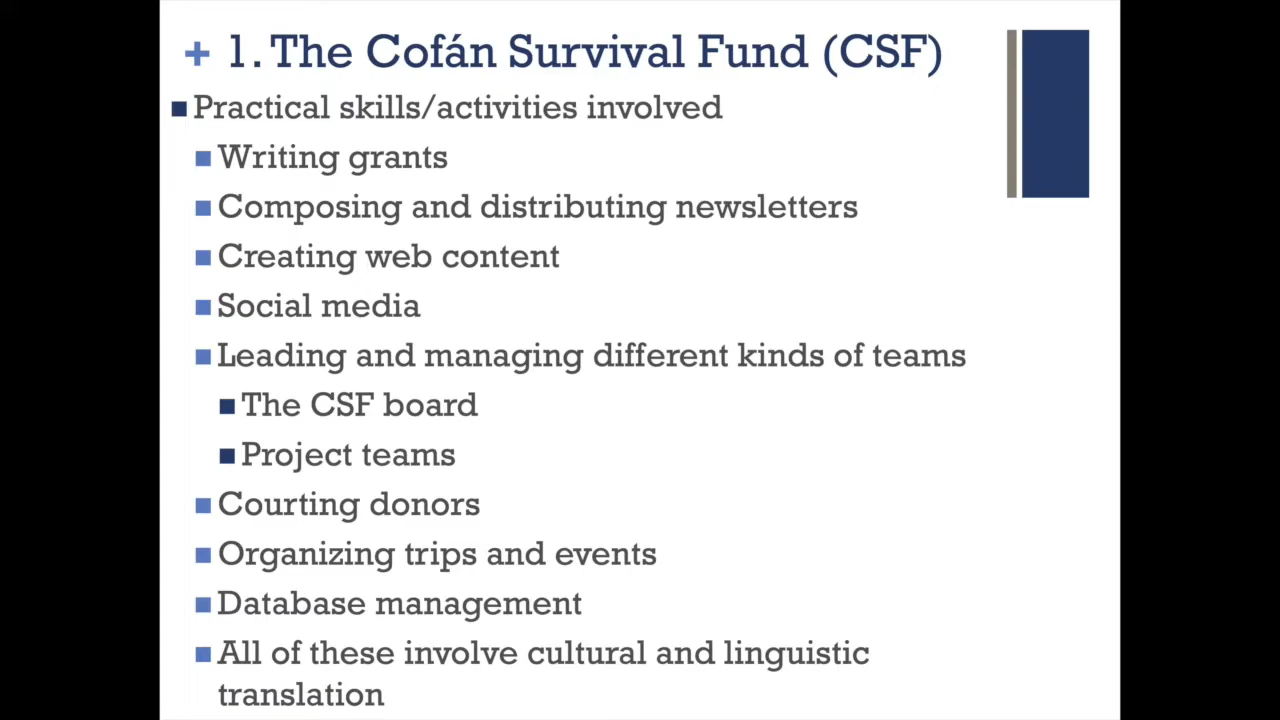 + 1. The Cofán Survival Fund (CSF)
Practical skills/activities involved
Writing grants
Composing and distributing newsletters
Creating web content
Social media
Leading and managing different kinds of teams
The CSF board
Project teams
Courting donors
Organizing trips and events
Database management
All of these involve cultural and linguistic
translation